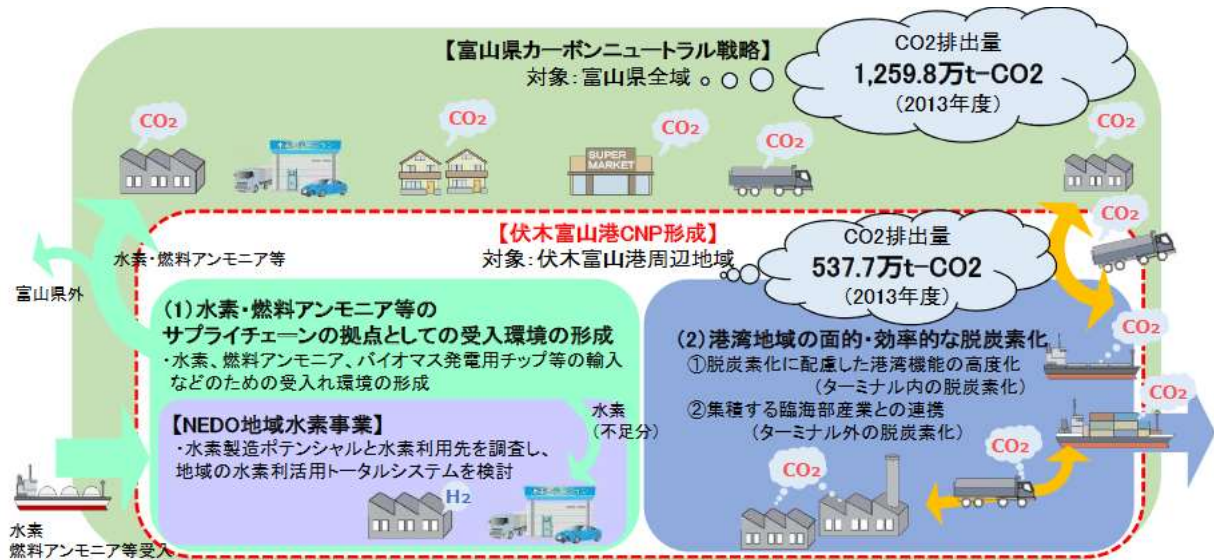 【富山県カーボンニュートラル戦略】
対象：富山県全域
CO2排出量
1,259.8万t-CO2
（2013年度）
CO2
CO2
CO2
CO2
CO2
SUPER
MARKET
【伏木富山港CNP形成】
対象：伏木富山港周辺地域
CO2排出量
537.7万t-CO2
（2013年度）
CO2
水素・燃料アンモニア等
富山県外
（1）水素・燃料アンモニア等の
サプライチェーンの拠点としての受入環境の形成
・水素、燃料アンモニア、バイオマス発電用チップ等の輸入
などのための受入れ環境の形成
【NEDO地域水素事業】
・水素製造ポテンシャルと水素利用先を調査し、
地域の水素利活用トータルシステムを検討
水素
（不足分）
H2
（2）港湾地域の面的・効率的な脱炭素化
①脱炭素化に配慮した港湾機能の高度化
（ターミナル内の脱炭素化）
②集積する臨海部産業との連携
（ターミナル外の脱炭素化）
CO2
CO2
CO2
CO2
水素
燃料アンモニア等受入